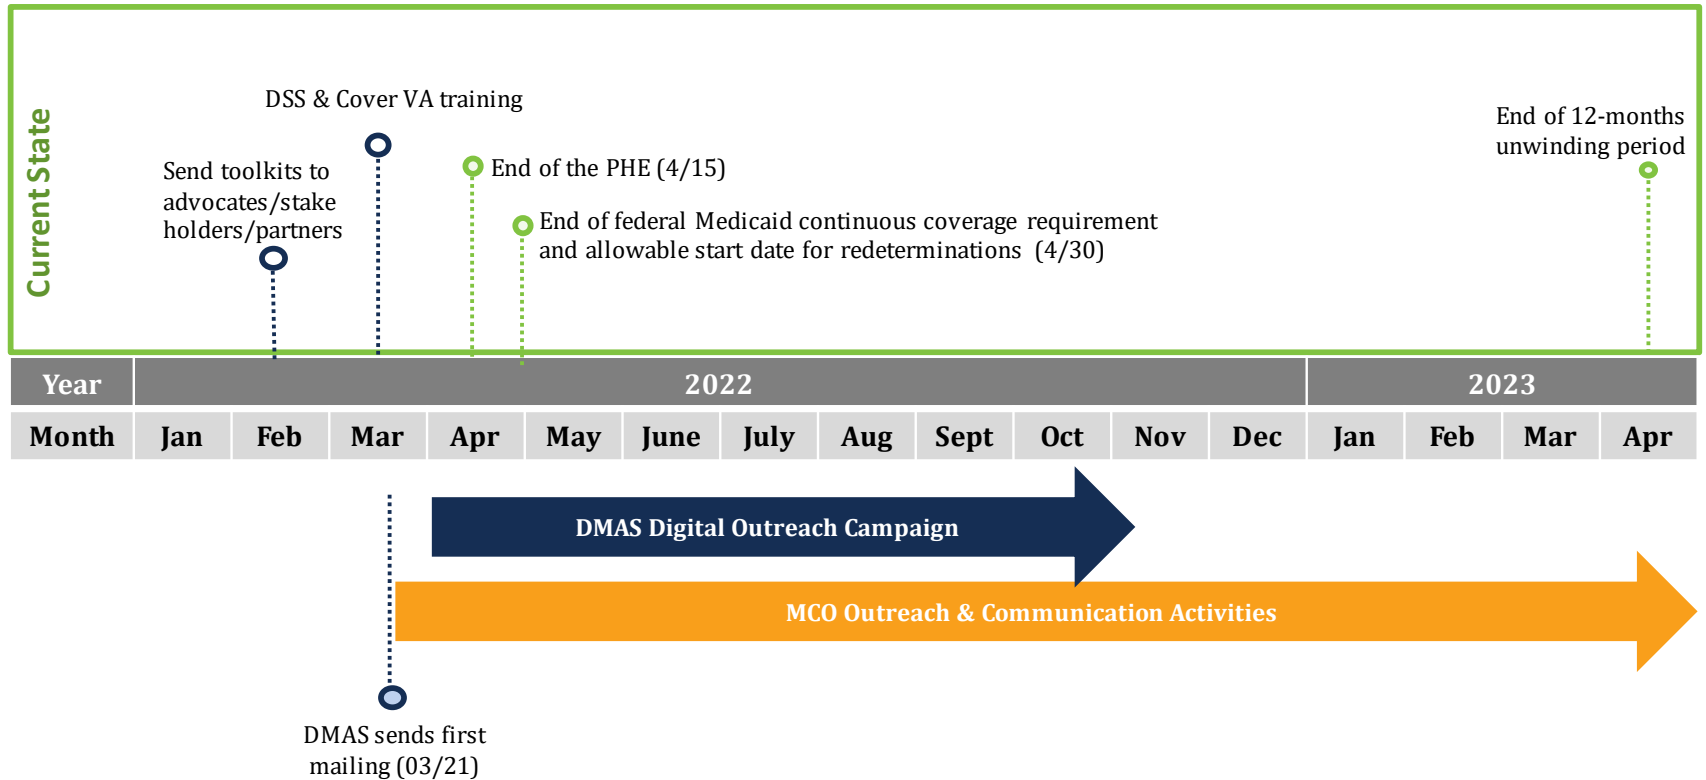 Current State
DSS & Cover VA training
Send toolkits to
advocates/stake
holders/partners
End of the PHE (4/15)
End of federal Medicaid continuous coverage requirement
and allowable start date for redeterminations (4/30)
End of 12-months
unwinding period
Year 2022 2023
Month Jan Feb Mar Apr May June July Aug Sept Oct Nov Dec Jan Feb Mar Apr
DMAS Digital Outreach Campaign
MCO Outreach & Communication Activities
DMAS sends first
mailing (03/21)